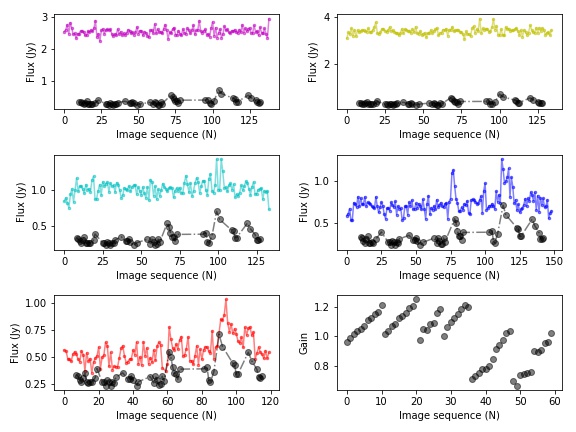 3
2
1
Flux (Jy)
0 25 50 75 100 125
Image sequence (N)
4
2
Flux (Jy)
0 25 50 75 100 125
Image sequence (N)
1.0
0.5
Flux (Jy)
0 25 50 75 100 125
Image sequence (N)
1.0
0.5
Flux (Jy)
0 25 50 75 100 125 150
Image sequence (N)
1.00
0.75
0.50
0.25
Flux (Jy)
0 20 40 60 80 100 120
Image sequence (N)
1.2
1.0
0.8
Gain
0 10 20 30 40 50 60
Image sequence (N)